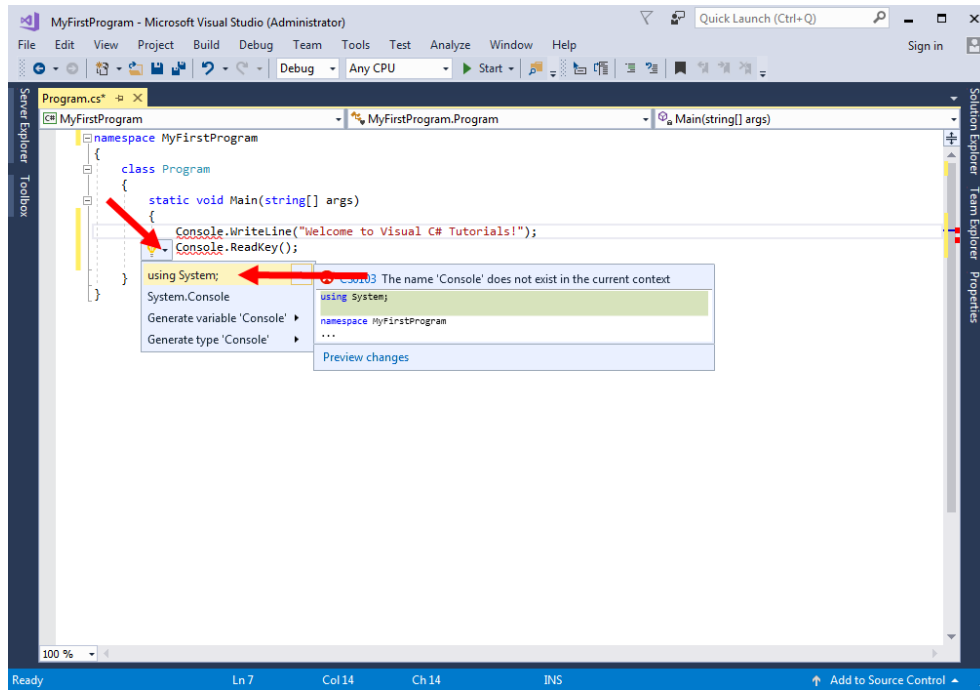 MyFirstProgram - Microsoft Visual Studio (Administrator)
Quick Launch (Ctrl+Q)
File Edit View Project Build Debug Team Tools Test Analyze Window Help
Sign in
Debug Any CPU Start
Server Explorer
Toolbox
Program.cs*
C# MyFirstProgram MyFirstProgram.Program Main(string[] args)
namespace MyFirstProgram
{
class Program
{
static void Main(string[] args)
{
Console.WriteLine("Welcome to Visual C# Tutorials!");
Console.ReadKey();
}
}
using System;
System.Console
Generate variable 'Console'
Generate type 'Console'
The name 'Console' does not exist in the current context
using System;
namespace MyFirstProgram
...
Preview changes
Solution Explorer
Team Explorer
Properties
100 %
Ready Ln 7 Col 14 Ch 14 INS Add to Source Control